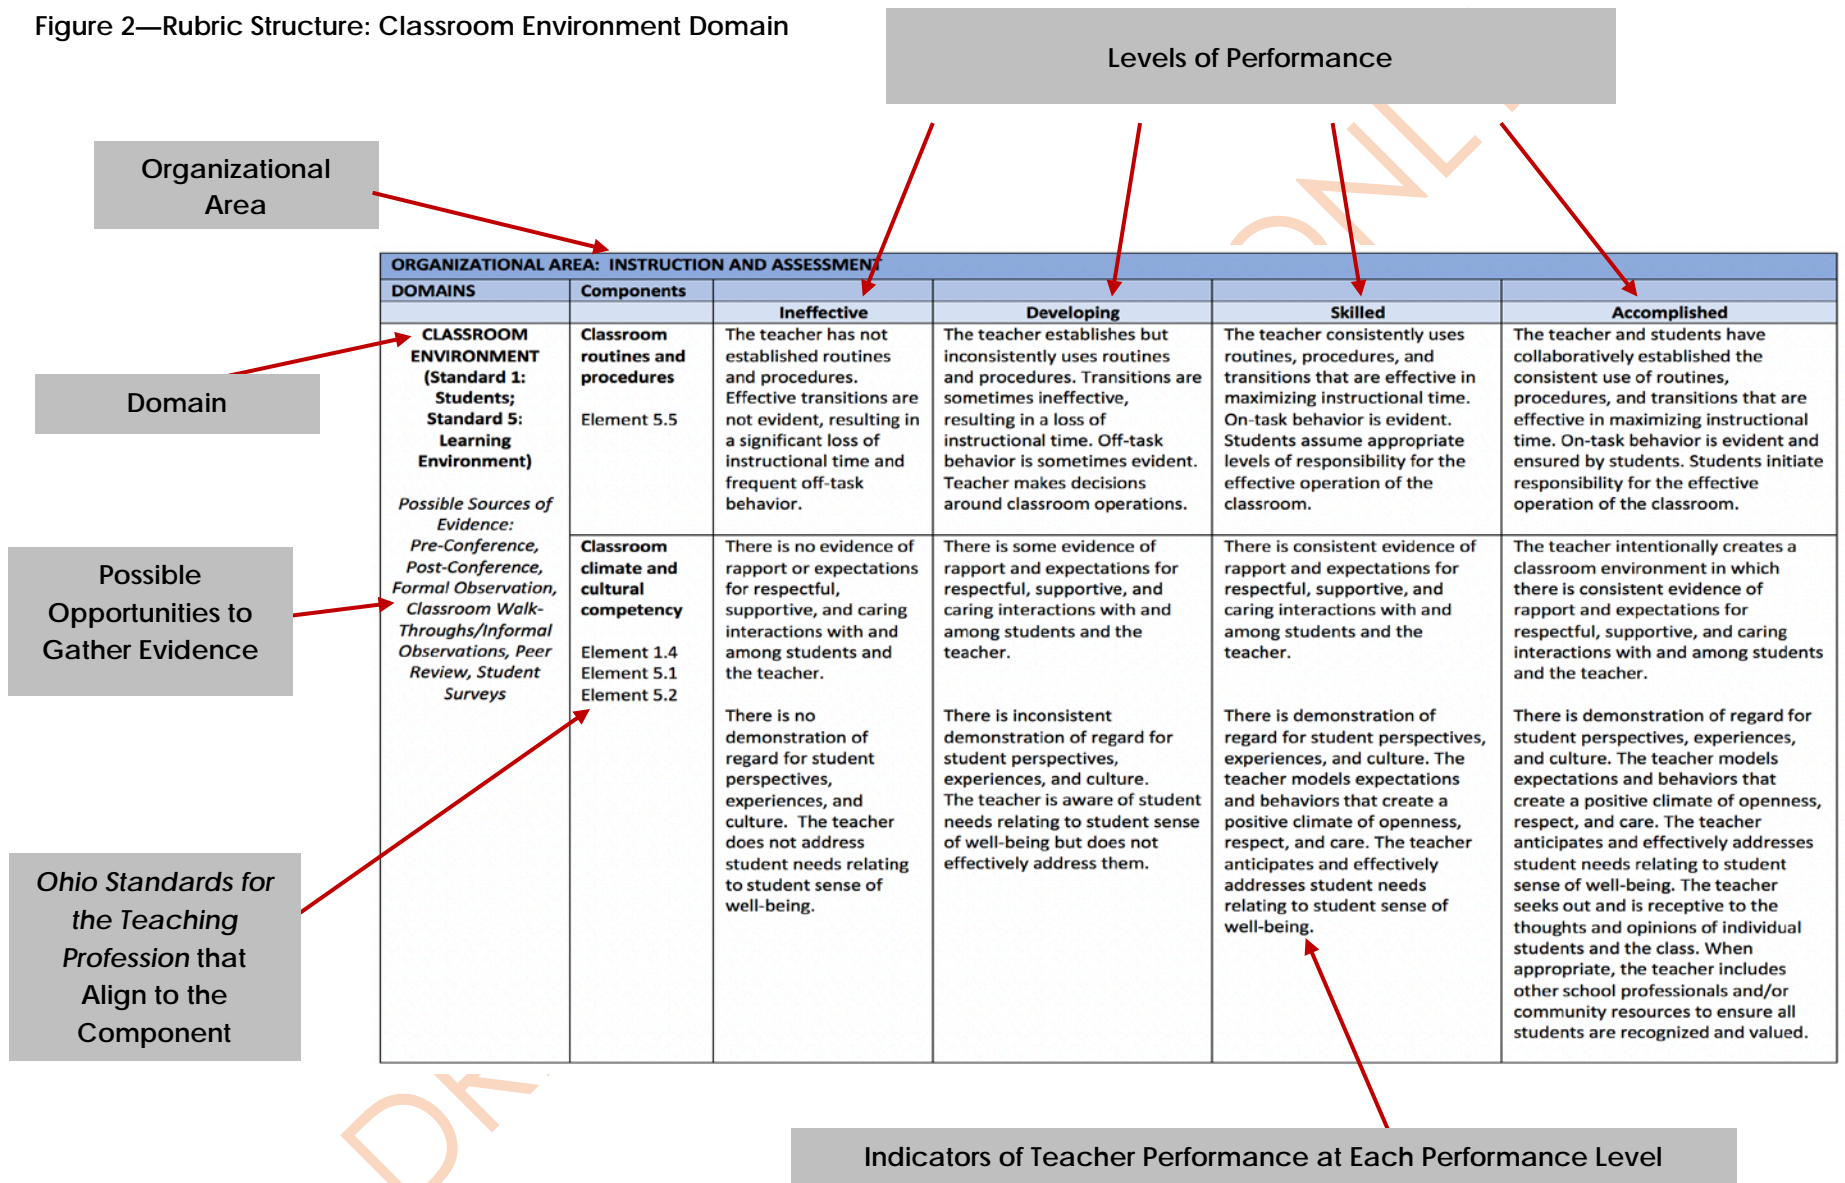 Figure 2—Rubric Structure: Classroom Environment Domain
Levels of Performance
Organizational
Area
Domain
Possible
Opportunities to
Gather Evidence
Ohio Standards for
the Teaching
Profession that
Align to the
Component
ORGANIZATIONAL AREA: INSTRUCTION AND ASSESSMENT
DOMAINS
Components
Ineffective
Developing
Skilled
Accomplished
CLASSROOM
ENVIRONMENT
(Standard 1:
Students;
Standard 5:
Learning
Environment)
Possible Sources of
Evidence:
Pre-Conference,
Post-Conference,
Formal Observation,
Classroom Walk-
Throughs/Informal
Observations, Peer
Review, Student
Surveys
Classroom
routines and
procedures
Element 5.5
The teacher has not
established routines
and procedures.
Effective transitions are
not evident, resulting in
a significant loss of
instructional time and
frequent off-task
behavior.
The teacher establishes but
inconsistently uses routines
and procedures. Transitions are
sometimes ineffective,
resulting in a loss of
instructional time. Off-task
behavior is sometimes evident.
Teacher makes decisions
around classroom operations.
The teacher consistently uses
routines, procedures, and
transitions that are effective in
maximizing instructional time.
On-task behavior is evident.
Students assume appropriate
levels of responsibility for the
effective operation of the
classroom.
The teacher and students have
collaboratively established the
consistent use of routines,
procedures, and transitions that are
effective in maximizing instructional
time. On-task behavior is evident and
ensured by students. Students initiate
responsibility for the effective
operation of the classroom.
Classroom
climate and
cultural
competency
Element 1.4
Element 5.1
Element 5.2
There is no evidence of
rapport or expectations
for respectful,
supportive, and caring
interactions with and
among students and
the teacher.
There is no
demonstration of
regard for student
perspectives,
experiences, and
culture. The teacher
does not address
student needs relating
to student sense of
well-being.
There is some evidence of
rapport and expectations for
respectful, supportive, and
caring interactions with and
among students and the
teacher.
There is inconsistent
demonstration of regard for
student perspectives,
experiences, and culture.
The teacher is aware of student
needs relating to student sense
of well-being but does not
effectively address them.
There is consistent evidence of
rapport and expectations for
respectful, supportive, and
caring interactions with and
among students and the
teacher.
There is demonstration of
regard for student perspectives,
experiences, and culture. The
teacher models expectations
and behaviors that create a
positive climate of openness,
respect, and care. The teacher
anticipates and effectively
addresses student needs
relating to student sense of
well-being.
The teacher intentionally creates a
classroom environment in which
there is consistent evidence of
rapport and expectations for
respectful, supportive, and caring
interactions with and among students
and the teacher.
There is demonstration of regard for
student perspectives, experiences,
and culture. The teacher models
expectations and behaviors that
create a positive climate of openness,
respect, and care. The teacher
anticipates and effectively addresses
student needs relating to student
sense of well-being. The teacher
seeks out and is receptive to the
thoughts and opinions of individual
students and the class. When
appropriate, the teacher includes
other school professionals and/or
community resources to ensure all
students are recognized and valued.
Indicators of Teacher Performance at Each Performance Level